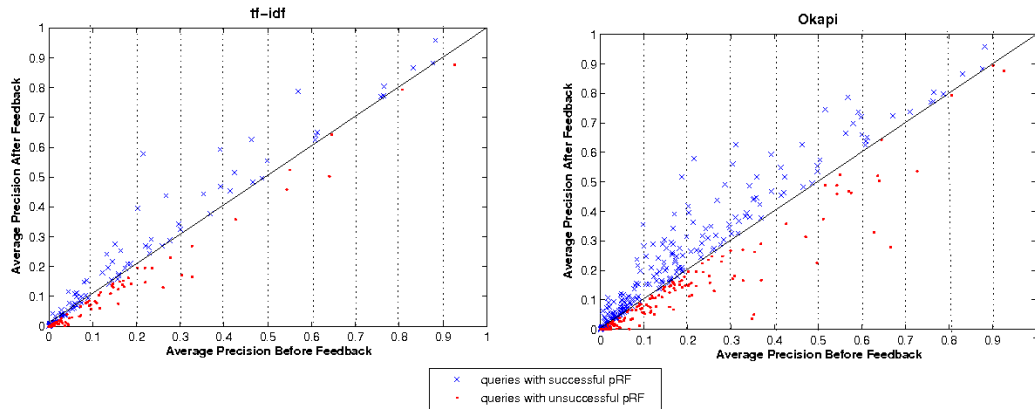 tf-idf
1
0.9
0.8
0.7
0.6
0.5
0.4
0.3
0.2
0.1
0
Average Precision After Feedback
0 0.1 0.2 0.3 0.4 0.5 0.6 0.7 0.8 0.9 1
Average Precision Before Feedback
Okapi
1
0.9
0.8
0.7
0.6
0.5
0.4
0.3
0.2
0.1
0
Average Precision After Feedback
0 0.1 0.2 0.3 0.4 0.5 0.6 0.7 0.8 0.9 1
Average Precision Before Feedback
queries with successful pRF
queries with unsuccessful pRF